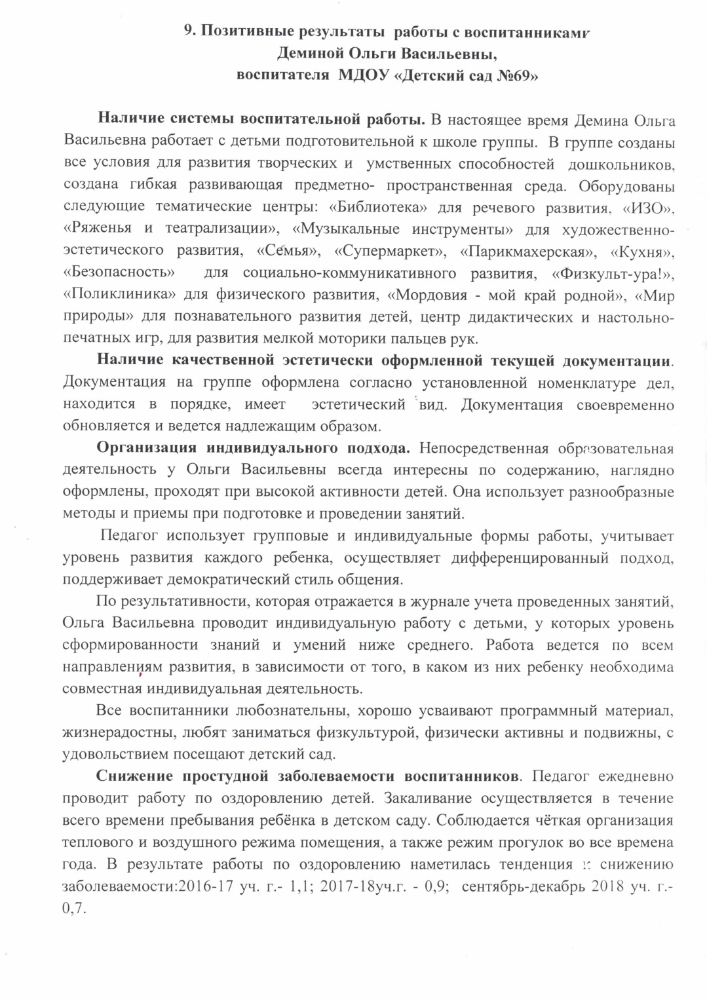 9. Позитивные результаты работы с воспитанниками
Деминой Ольги Васильевны,
воспитателя МДОУ «Детский сад №69»
Наличие системы воспитательной работы. В настоящее время Демина Ольга
Васильевна работает с детьми подготовительной к школе группы. В группе созданы
все условия для развития творческих и умственных способностей дошкольников,
создана гибкая развивающая предметно- пространственная среда. Оборудованы
следующие тематические центры: «Библиотека» для речевого развития, «ИЗО»,
«Ряженья и театрализации», «Музыкальные инструменты» для художественно-
эстетического развития, «Семья», «Супермаркет», «Парикмахерская», «Кухня»,
«Безопасность» для социально-коммуникативного развития, «Физкульт-ура!»,
«Поликлиника» для физического развития, «Мордовия - мой край родной», «Мир
природы» для познавательного развития детей, центр дидактических и настольно-
печатных игр, для развития мелкой моторики пальцев рук.
Наличие качественной эстетически оформленной текущей документации.
Документация на группе оформлена согласно установленной номенклатуре дел,
находится в порядке, имеет эстетический вид. Документация своевременно
обновляется и ведется надлежащим образом.
Организация индивидуального подхода. Непосредственная образовательная
деятельность у Ольги Васильевны всегда интересны по содержанию, наглядно
оформлены, проходят при высокой активности детей. Она использует разнообразные
методы и приемы при подготовке и проведении занятий.
Педагог использует групповые и индивидуальные формы работы, учитывает
уровень развития каждого ребенка, осуществляет дифференцированный подход,
поддерживает демократический стиль общения.
По результативности, которая отражается в журнале учета проведенных занятий,
Ольга Васильевна проводит индивидуальную работу с детьми, у которых уровень
сформированности знаний и умений ниже среднего. Работа ведется по всем
направлениям развития, в зависимости от того, в каком из них ребенку необходима
совместная индивидуальная деятельность.
Все воспитанники любознательны, хорошо усваивают программный материал,
жизнерадостны, любят заниматься физкультурой, физически активны и подвижны, с
удовольствием посещают детский сад.
Снижение простудной заболеваемости воспитанников. Педагог ежедневно
проводит работу по оздоровлению детей. Закаливание осуществляется в течение
всего времени пребывания ребёнка в детском саду. Соблюдается чёткая организация
теплового и воздушного режима помещения, а также режим прогулок во все времена
года. В результате работы по оздоровлению наметилась тенденция к снижению
заболеваемости:2016-17 уч. г.- 1,1; 2017-18уч.г. - 0,9; сентябрь-декабрь 2018 уч. г.-
0,7.